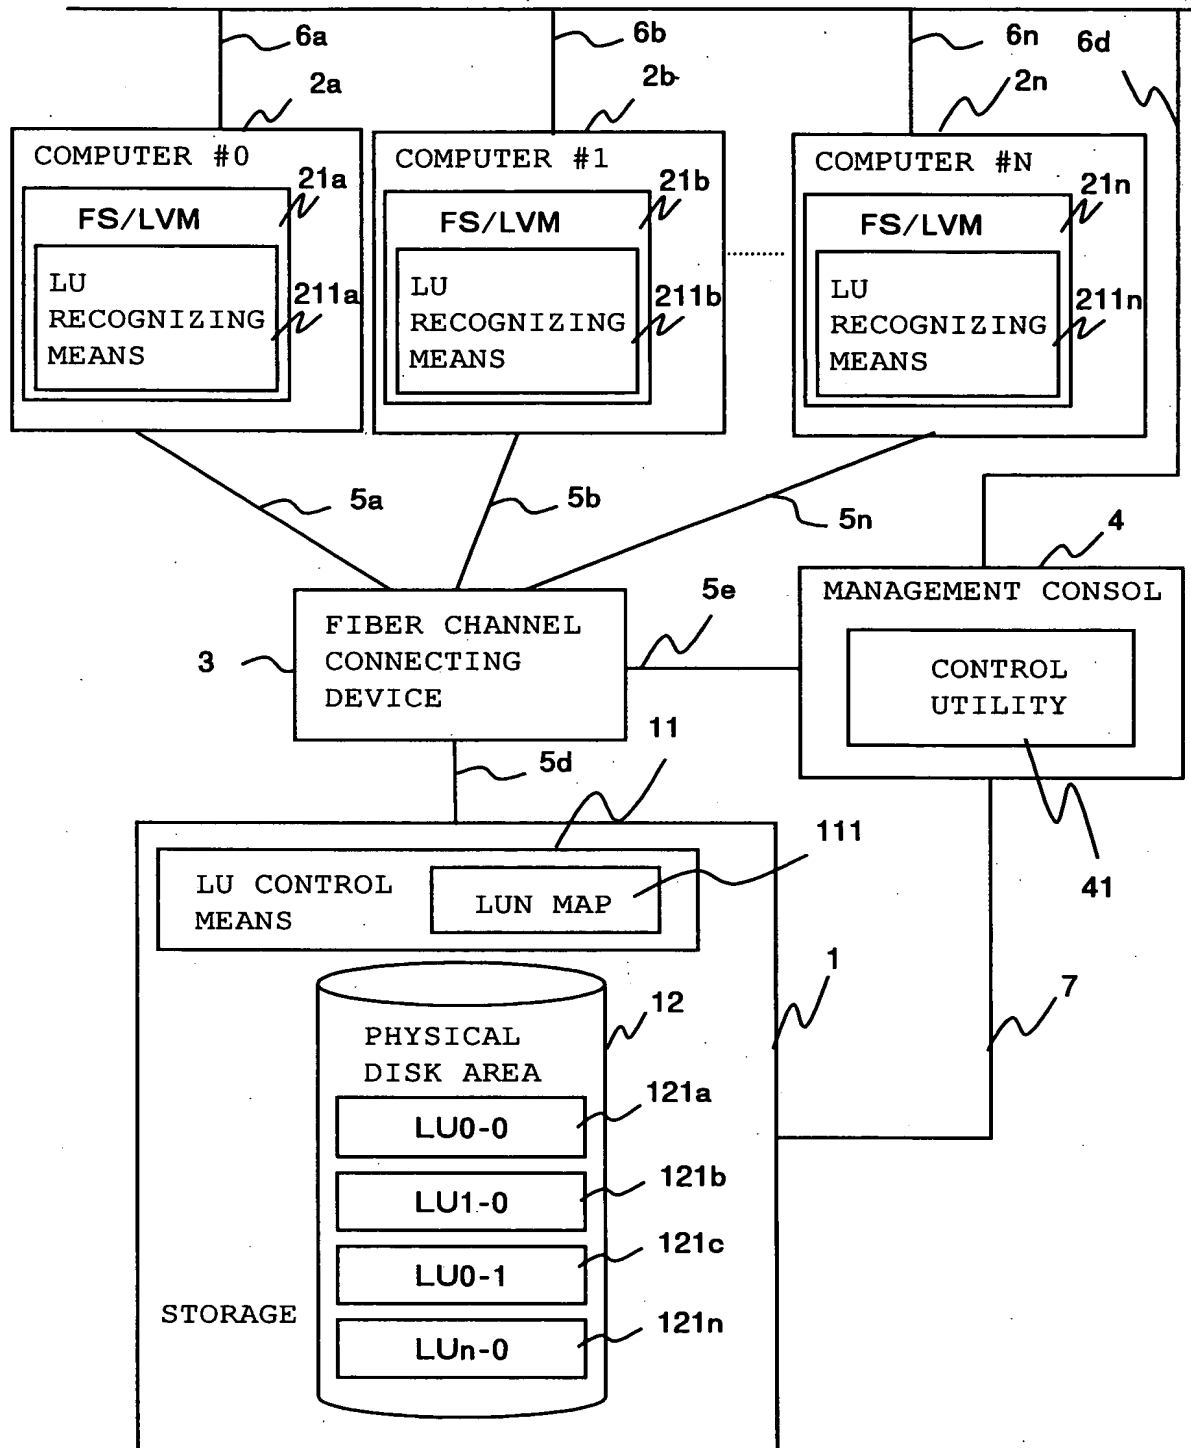 6a
6b
6n
6d
2a
2b
2n
COMPUTER #0
COMPUTER #1
COMPUTER #N
21a
21b
21n
FS/LVM
FS/LVM
FS/LVM
LU
RECOGNIZING
MEANS
211a
LU
RECOGNIZING
MEANS
211b
LU
RECOGNIZING
MEANS
211n
5a
5b
5n
4
MANAGEMENT CONSOL
CONTROL
UTILITY
41
5e
3
FIBER CHANNEL
CONNECTING
DEVICE
5d
11
111
LU CONTROL
MEANS
LUN MAP
1
7
12
PHYSICAL
DISK AREA
121a
LU0-0
121b
LU1-0
121c
LU0-1
121n
LUn-0
STORAGE